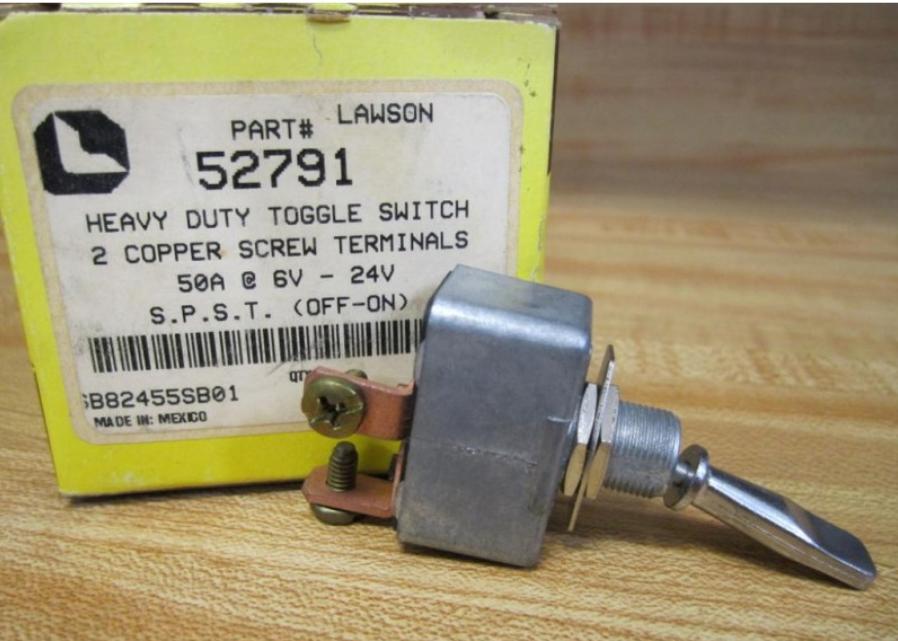 PART# LAWSON
52791
HEAVY DUTY TOGGLE SWITCH
2 COPPER SCREW TERMINALS
50A @ 6V - 24V
S.P.S.T. (OFF-ON)
SB82455SB01
MADE IN: MEXICO